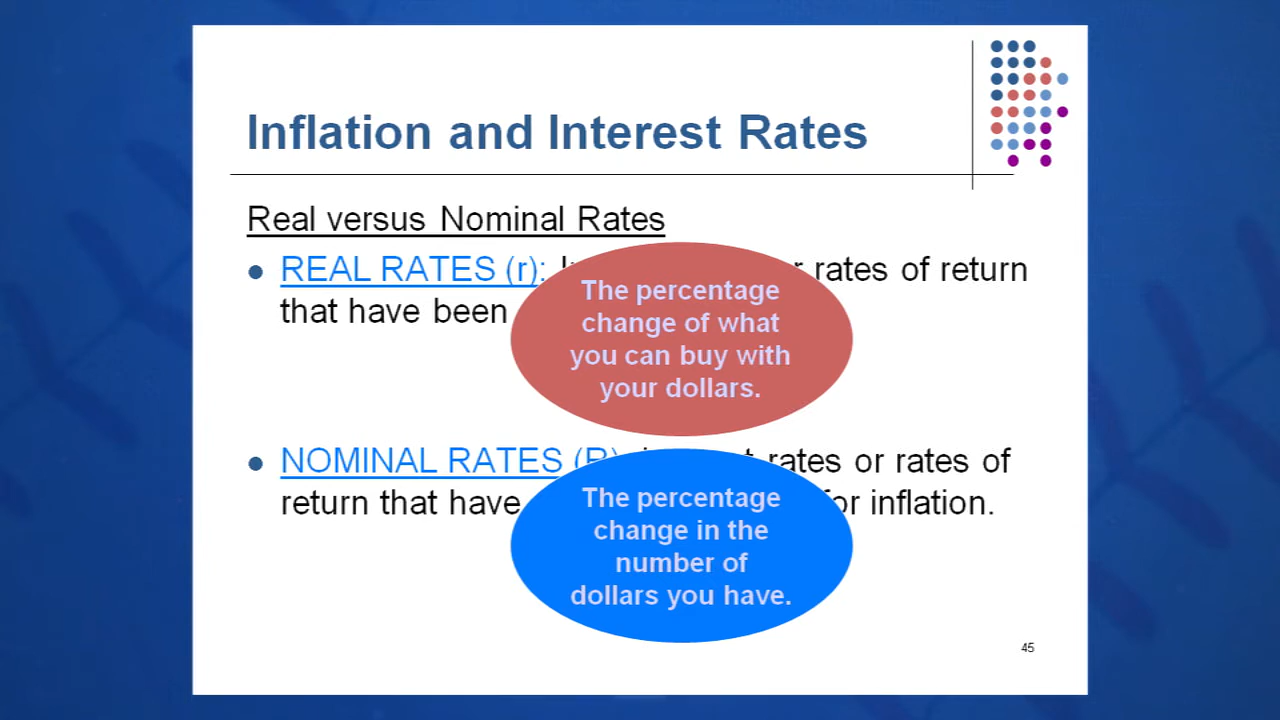 Inflation and Interest Rates
Real versus Nominal Rates
REAL RATES (r): rates of return
that have been
The percentage
change of what
you can buy with
your dollars.
NOMINAL RATES (R) rates or rates of
return that have for inflation.
The percentage
change in the
number of
dollars you have.
45